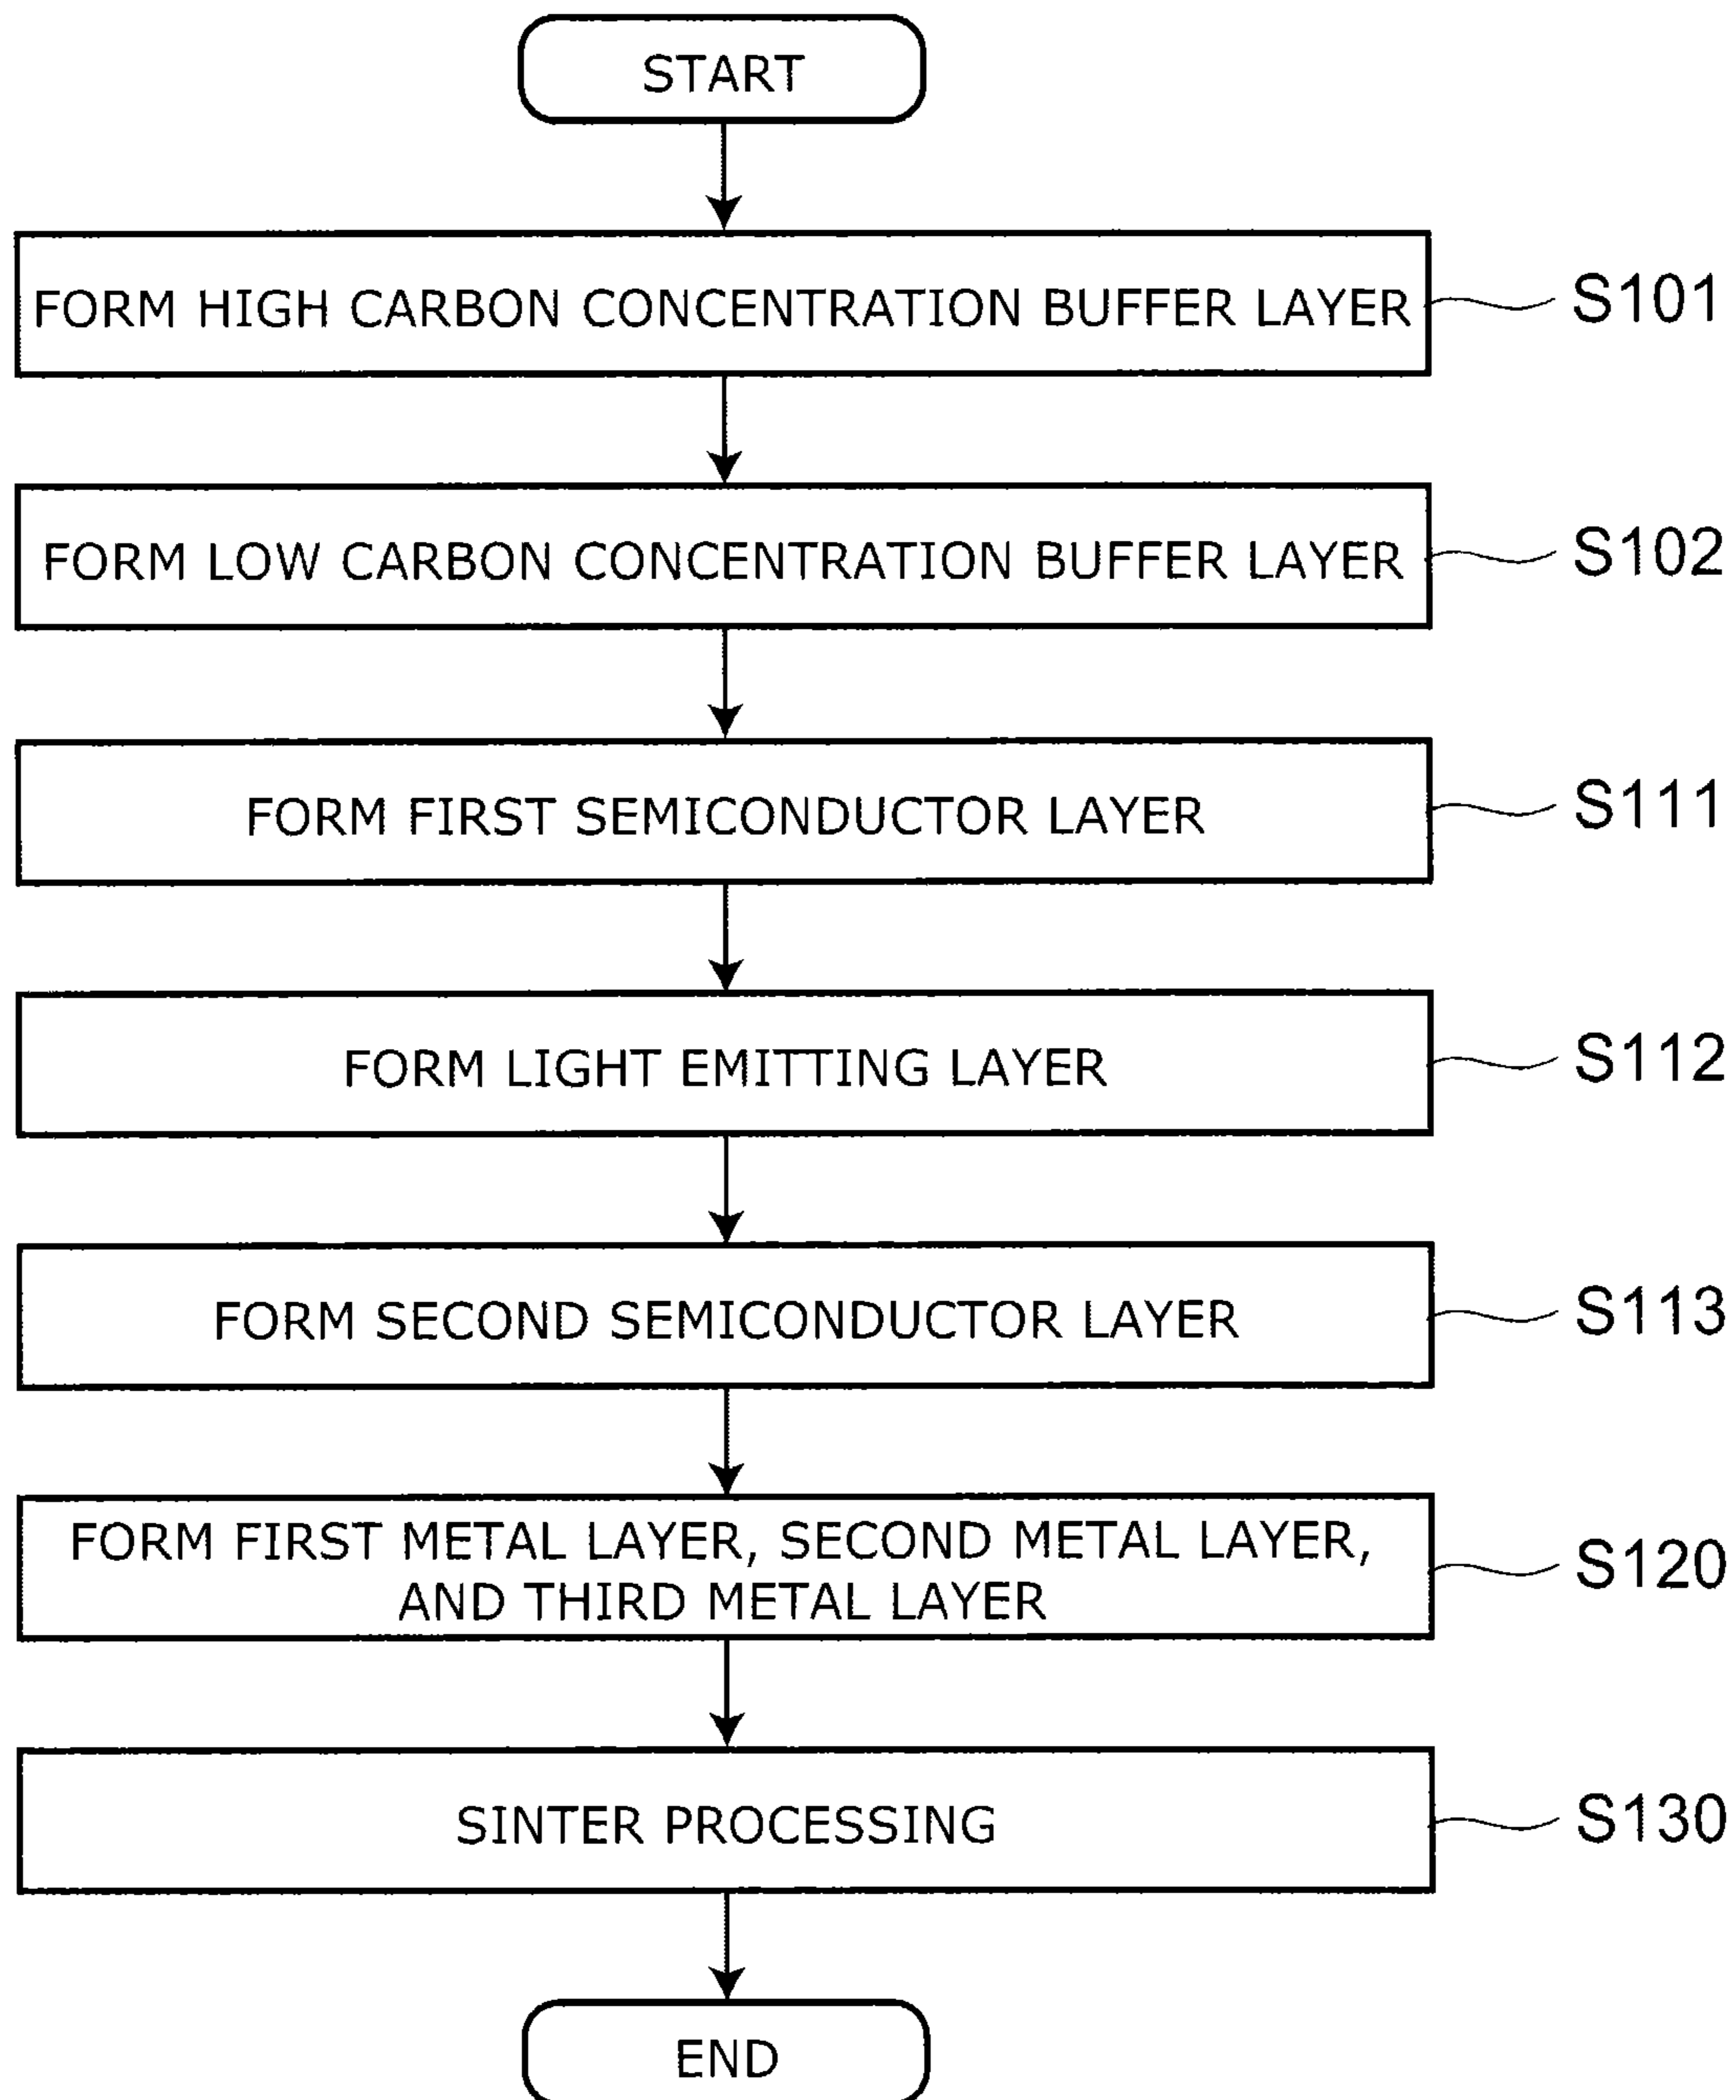 START
FORM HIGH CARBON CONCENTRATION BUFFER LAYER
S101
FORM LOW CARBON CONCENTRATION BUFFER LAYER
S102
FORM FIRST SEMICONDUCTOR LAYER
S111
FORM LIGHT EMITTING LAYER
S112
FORM SECOND SEMICONDUCTOR LAYER
S113
FORM FIRST METAL LAYER, SECOND METAL LAYER,
AND THIRD METAL LAYER
S120
SINTER PROCESSING
S130
END